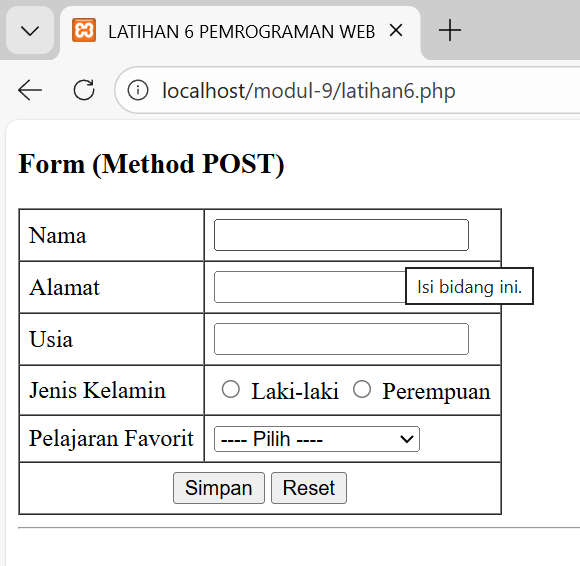 LATIHAN 6 PEMROGRAMAN WEB
localhost/modul-9/latihan6.php
Form (Method POST)
Nama
Alamat
Isi bidang ini.
Usia
Jenis Kelamin Laki-laki Perempuan
Pelajaran Favorit ---- Pilih ----
Simpan Reset